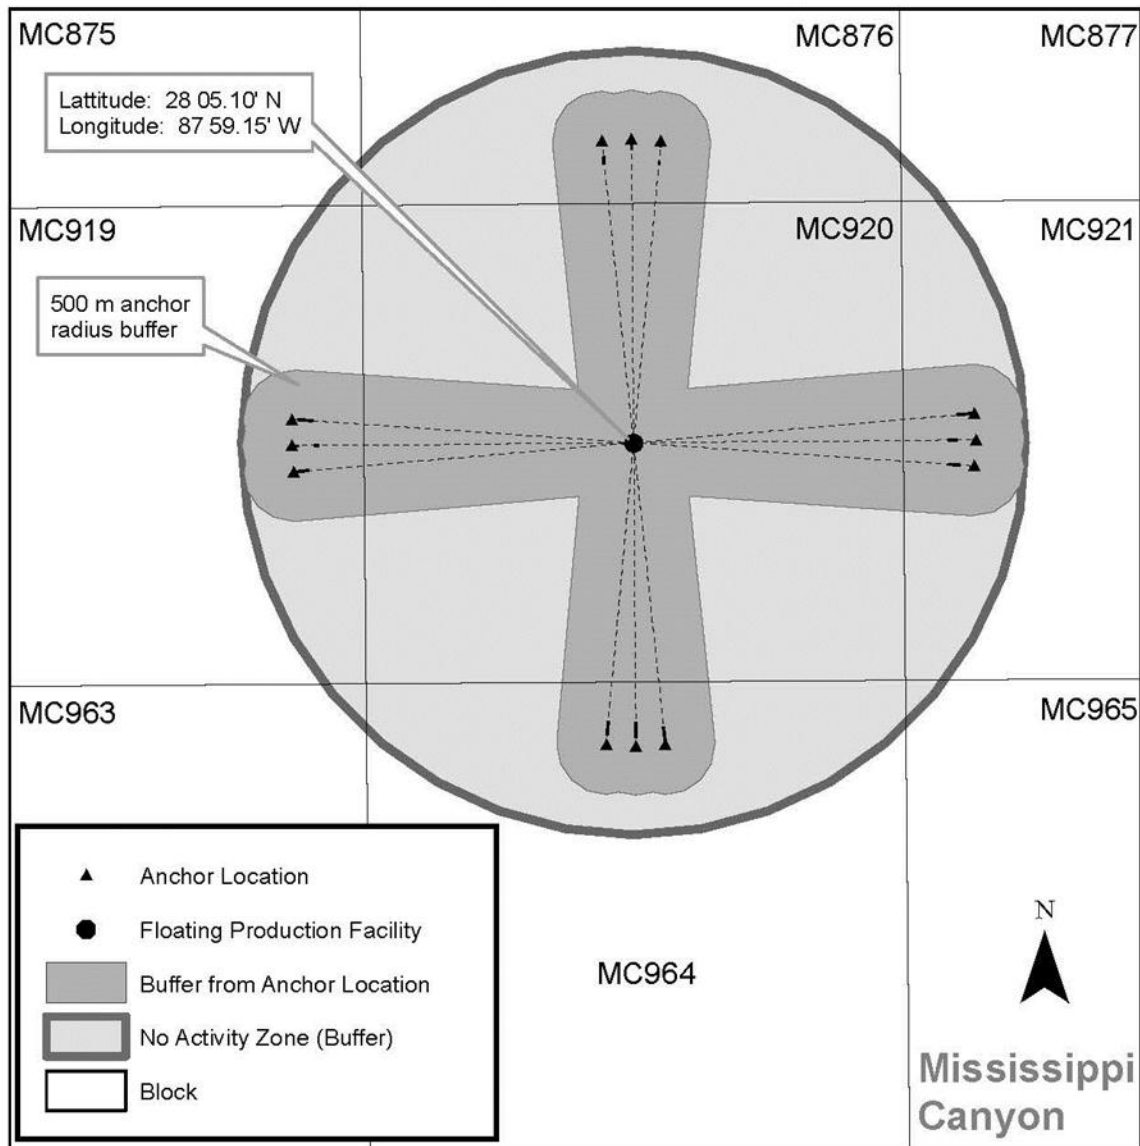 MC875
MC876
MC877
Lattitude: 28 05.10' N
Longitude: 87 59.15' W
MC919
MC920
MC921
500 m anchor
radius buffer
MC963
MC965
Anchor Location
Floating Production Facility
Buffer from Anchor Location
No Activity Zone (Buffer)
Block
MC964
N
Mississippi
Canyon